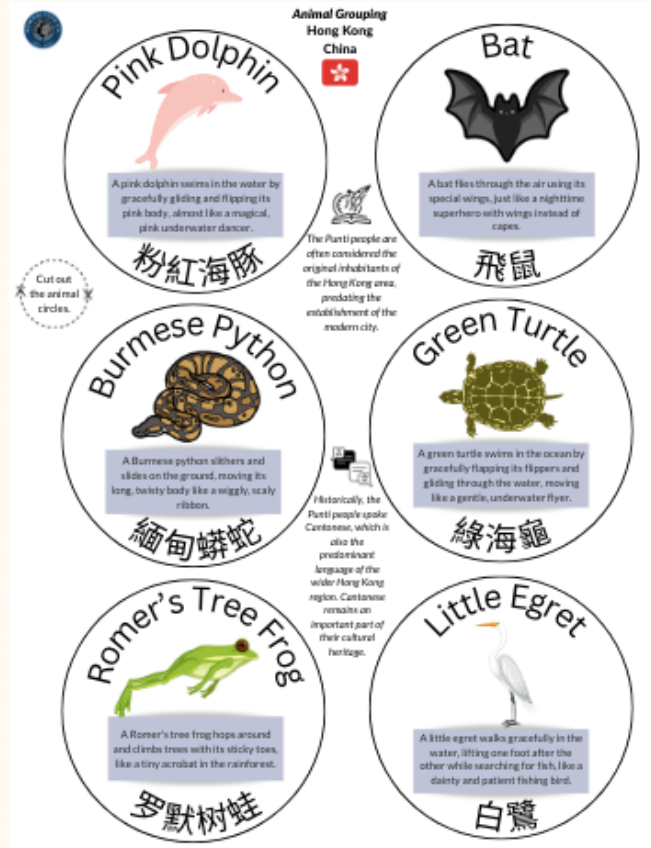 Animal Grouping
Hong Kong
China
Pink Dolphin
A pink dolphin swims in the water by
gracefully gliding and flipping its
pink body, almost like a magical,
pink underwater dancer.
粉紅海豚
Bat
A bat flies through the air using its
special wings, just like a nighttime
superhero with wings instead of
capes.
飛鼠
The Punti people are
often considered the
original inhabitants of
the Hong Kong area,
predating the
establishment of the
modern city.
Cut out
the animal
circles.
Burmese Python
A Burmese python slithers and
slides on the ground, moving its
long, twisty body like a wiggly, scaly
ribbon.
緬甸蟒蛇
Green Turtle
A green turtle swims in the ocean by
gracefully flapping its flippers and
gliding through the water, moving
like a gentle, underwater flyer.
綠海龜
Historically, the
Punti people spoke
Cantonese, which is
also the
predominant
language of the
wider Hong Kong
region. Cantonese
remains an
important part of
their cultural
heritage.
Romer's Tree Frog
A Romer's tree frog hops around
and climbs trees with its sticky toes,
like a tiny acrobat in the rainforest.
罗默树蛙
Little Egret
A little egret walks gracefully in the
water, lifting one foot after the
other while searching for fish, like a
dainty and patient fishing bird.
白鷺